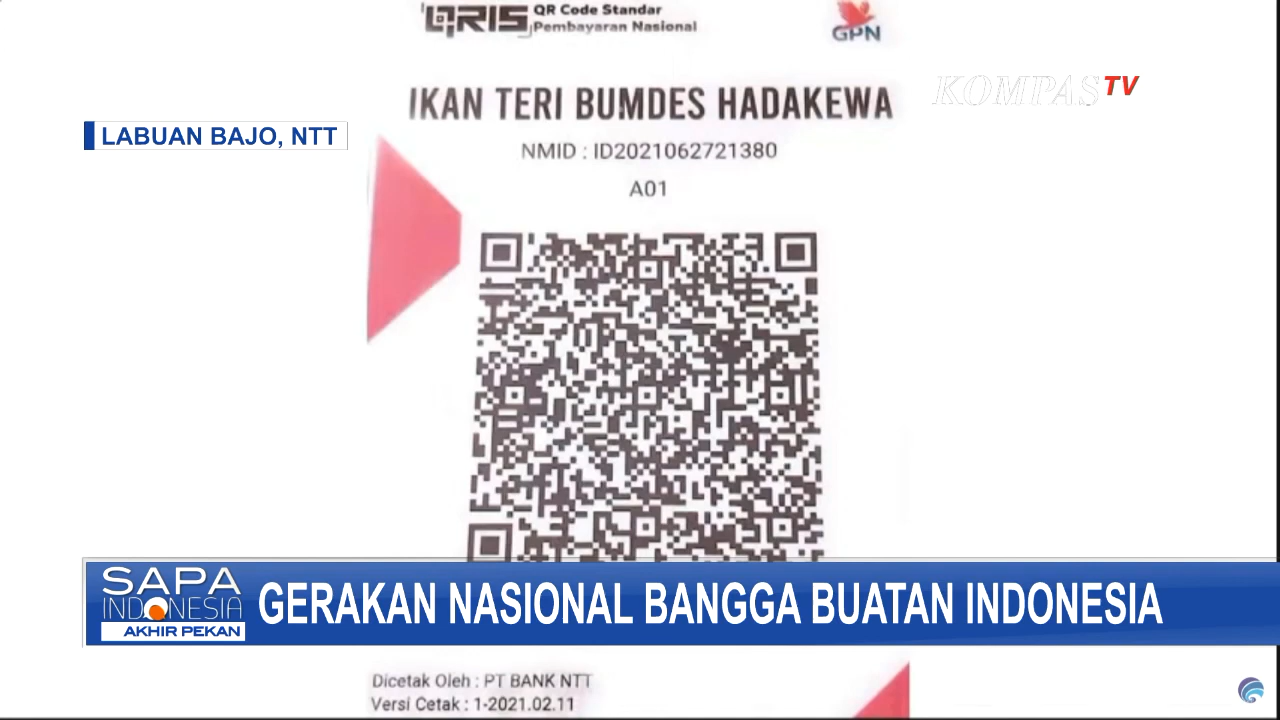 QRIS QR Code Standar
Pembayaran Nasional
GPN
IKAN TERI BUMDES HADAKEWA
KOMPAS TV
LABUAN BAJO, NTT
NMID : ID2021062721380
A01
SAPA
INDONESIA
AKHIR PEKAN
GERAKAN NASIONAL BANGGA BUATAN INDONESIA
Dicetak Oleh : PT BANK NTT
Versi Cetak : 1-2021.02.11